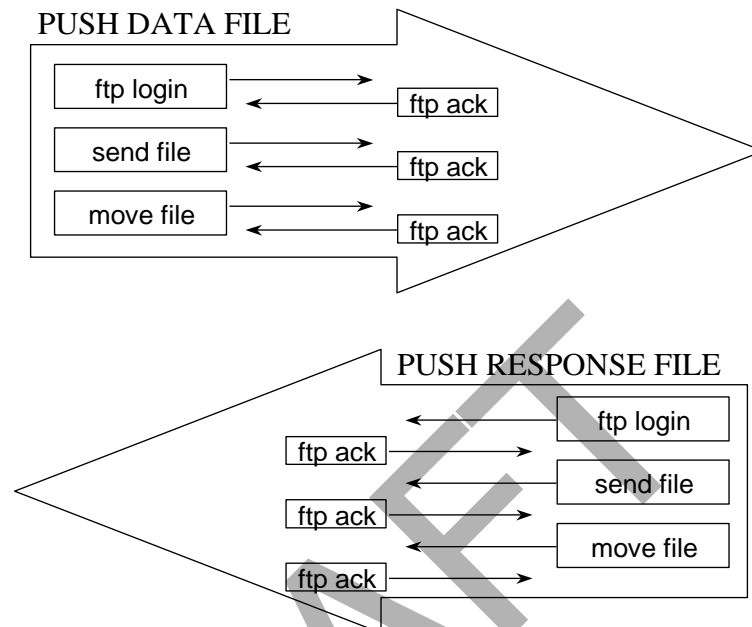 PUSH DATA FILE
ftp login
ftp ack
send file
ftp ack
move file
ftp ack
PUSH RESPONSE FILE
ftp login
ftp ack
send file
ftp ack
move file
ftp ack
AFT